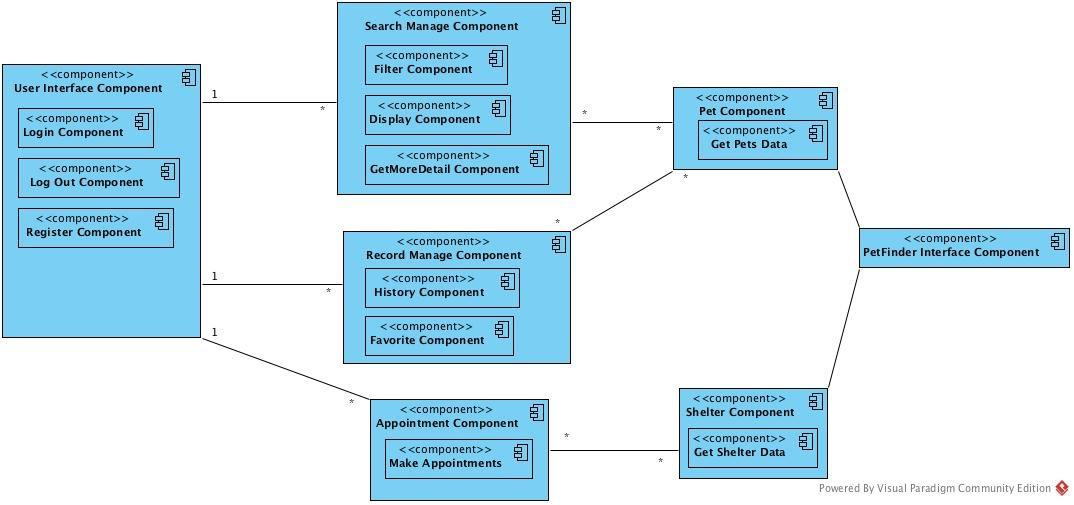 <<component>>
User Interface Component
<<component>>
Login Component
<<component>>
Log Out Component
<<component>>
Register Component
1
*
1
*
1
*
<<component>>
Search Manage Component
<<component>>
Filter Component
<<component>>
Display Component
<<component>>
GetMoreDetail Component
*
*
<<component>>
Record Manage Component
<<component>>
History Component
<<component>>
Favorite Component
*
*
<<component>>
Appointment Component
<<component>>
Make Appointments
*
*
<<component>>
Pet Component
<<component>>
Get Pets Data
<<component>>
PetFinder Interface Component
<<component>>
Shelter Component
<<component>>
Get Shelter Data
Powered By Visual Paradigm Community Edition